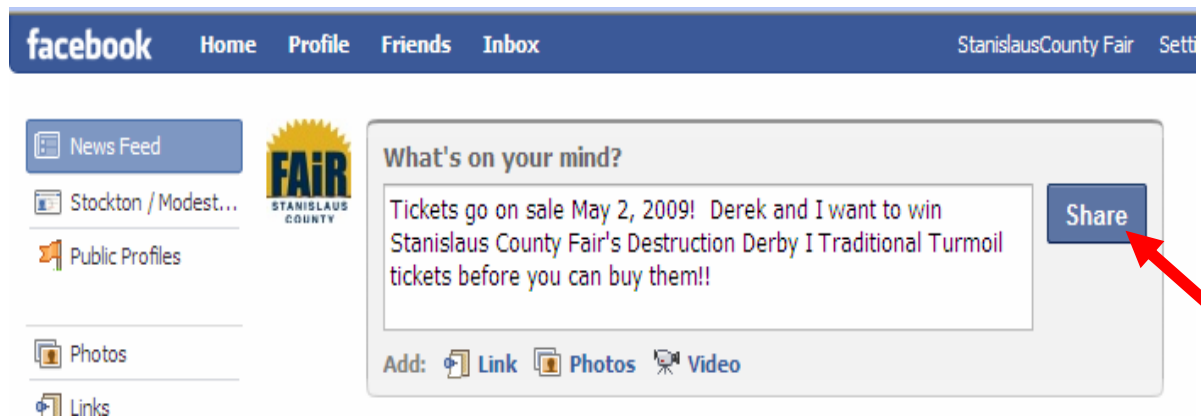 facebook Home Profile Friends Inbox StanislausCounty Fair Setti
News Feed
Stockton / Modest...
Public Profiles
Photos
Links
FAiR
STANISLAUS
COUNTY
What's on your mind?
Tickets go on sale May 2, 2009!  Derek and I want to win
Stanislaus County Fair's Destruction Derby I Traditional Turmoil
tickets before you can buy them!!
Share
Add: Link Photos Video